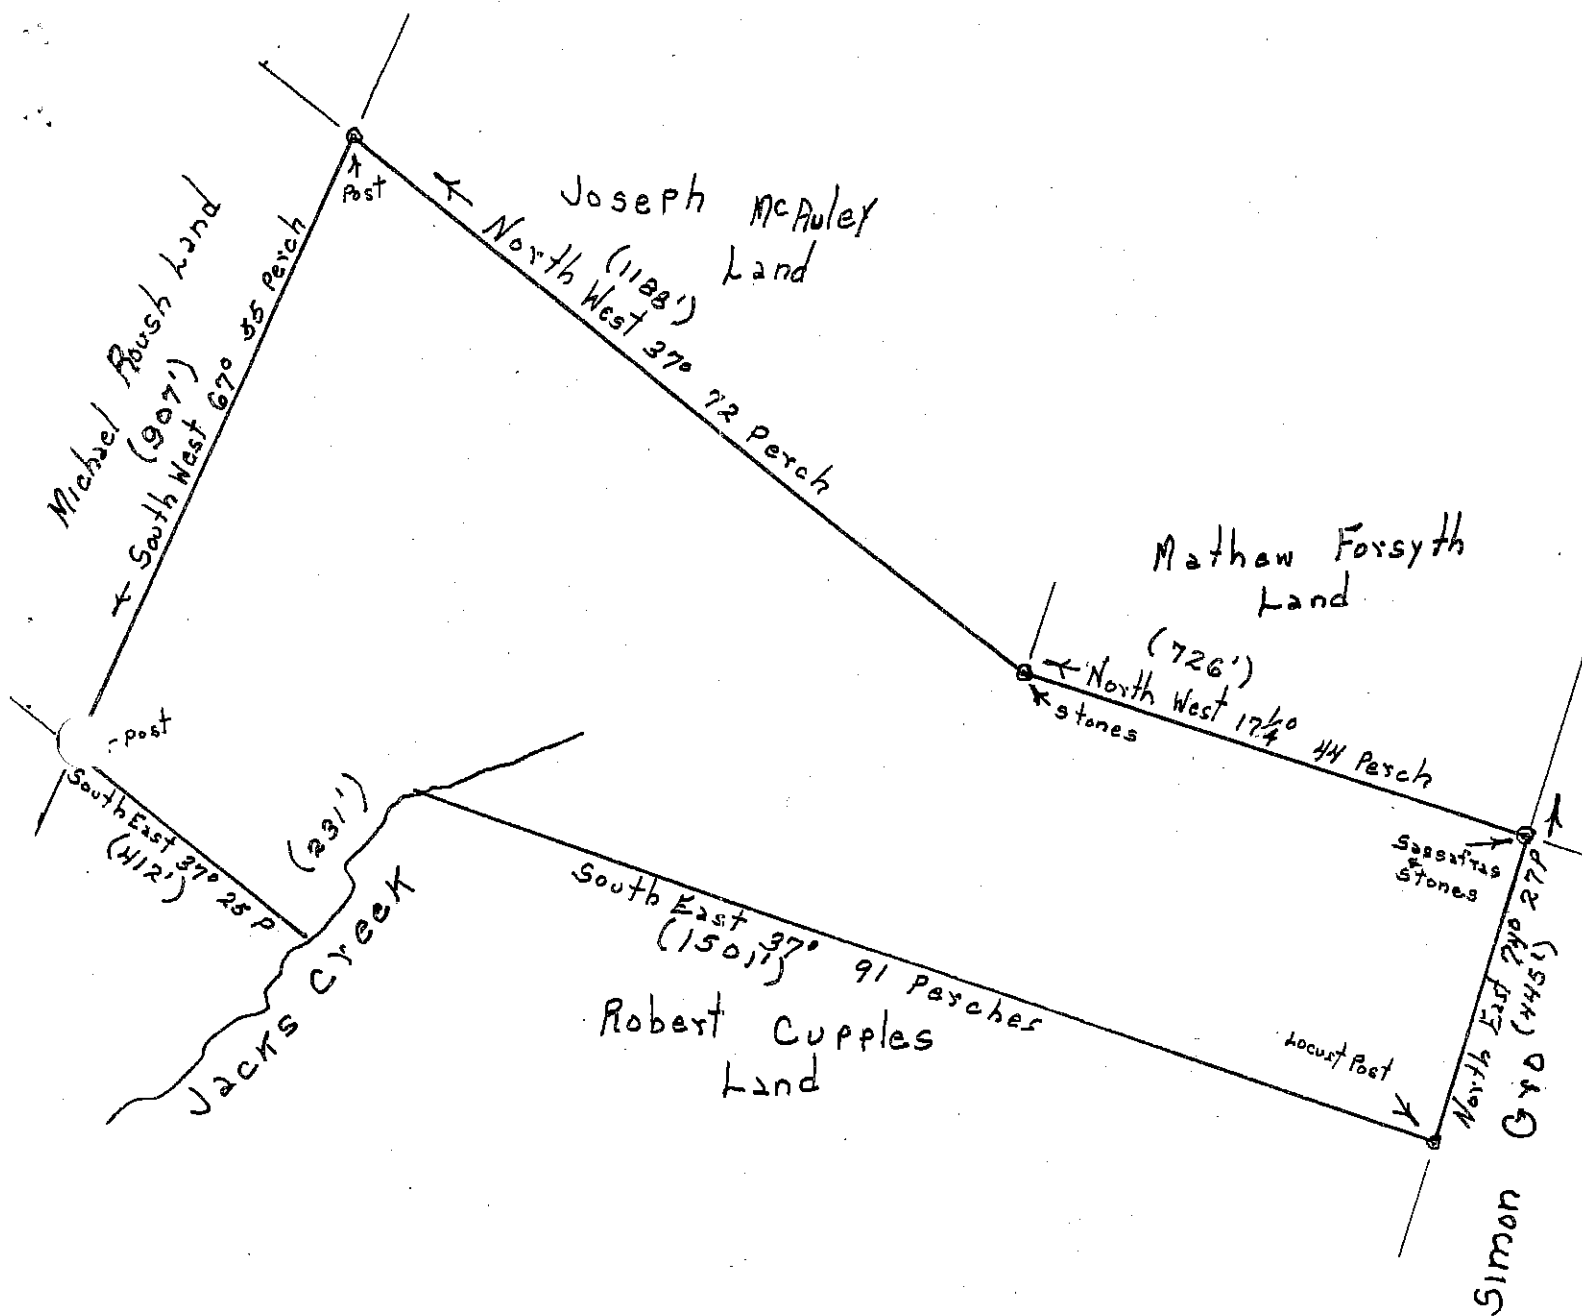 Joseph McAuley
Land
Post
North West 37° 72 Perch
(1188')
Michael Roush Land
(907')
South West 67° 55 Perch
Mathew Forsyth
Land
(726')
North West 17¼° 44 Perch
Stones
Post
South East 37° 25 P
(412')
(231')
Jacks Creek
South East 37° 91 Perches
(1501')
Robert Cupples
Land
Sassafras
&
Stones
Locust Post
North East 74° 27P
(445')
Simon Gro